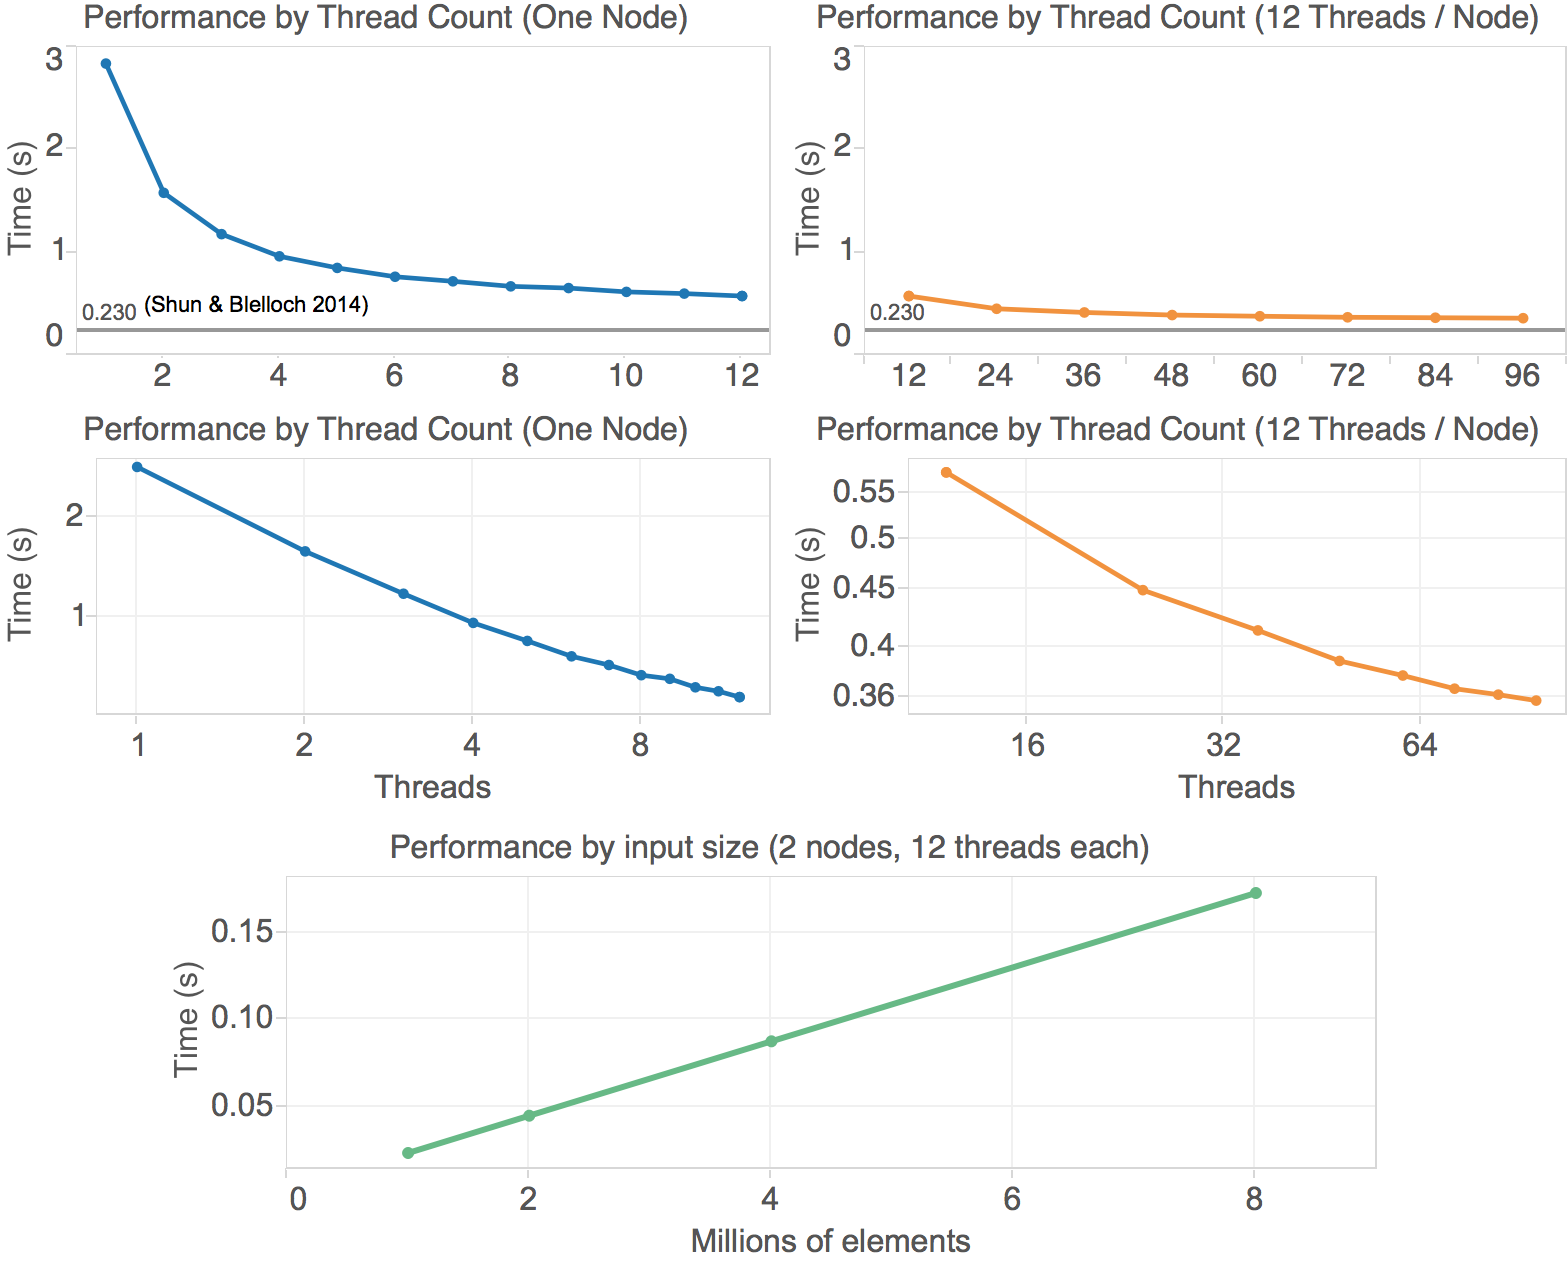 Performance by Thread Count (One Node)
Time (s)
3
2
1
0
0.230 (Shun & Blelloch 2014)
2 4 6 8 10 12
Performance by Thread Count (12 Threads / Node)
Time (s)
3
2
1
0
0.230
12 24 36 48 60 72 84 96
Performance by Thread Count (One Node)
Time (s)
2
1
1 2 4 8
Threads
Performance by Thread Count (12 Threads / Node)
Time (s)
0.55
0.5
0.45
0.4
0.36
16 32 64
Threads
Performance by input size (2 nodes, 12 threads each)
Time (s)
0.15
0.10
0.05
0 2 4 6 8
Millions of elements